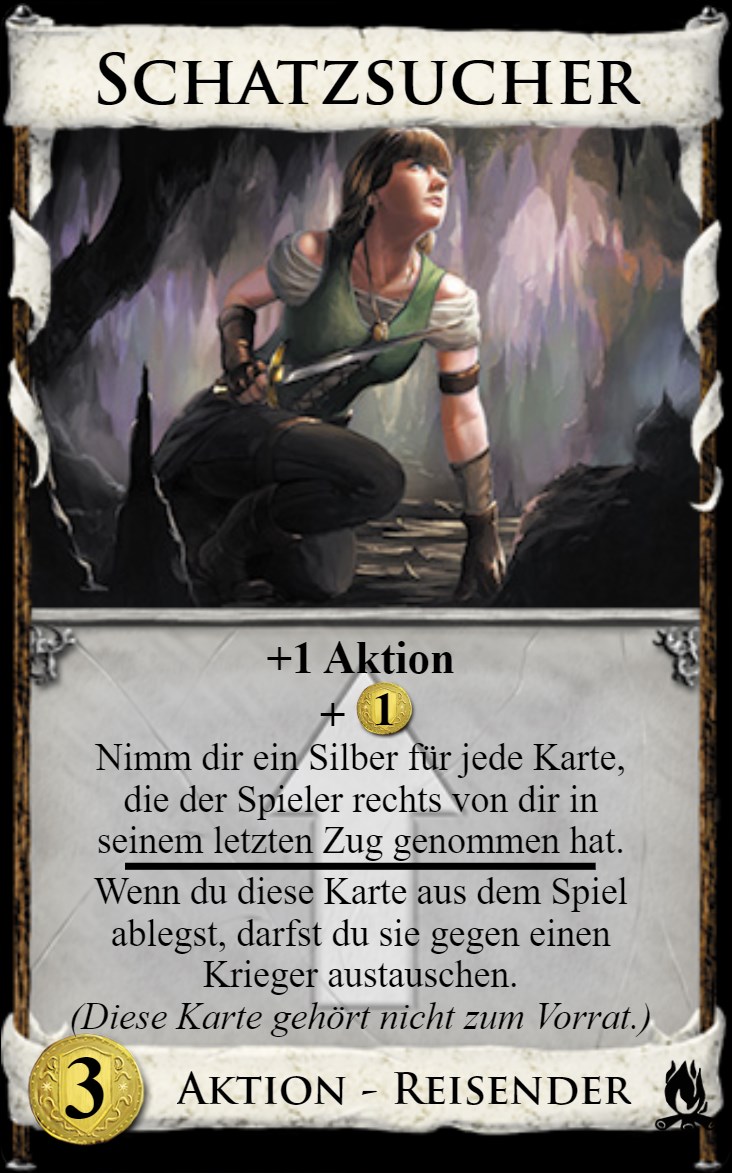 Schatzsucher
+1 Aktion
+ 1
Nimm dir ein Silber für jede Karte,
die der Spieler rechts von dir in
seinem letzten Zug genommen hat.
Wenn du diese Karte aus dem Spiel
ablegst, darfst du sie gegen einen
Krieger austauschen.
(Diese Karte gehört nicht zum Vorrat.)
3 Aktion - Reisender